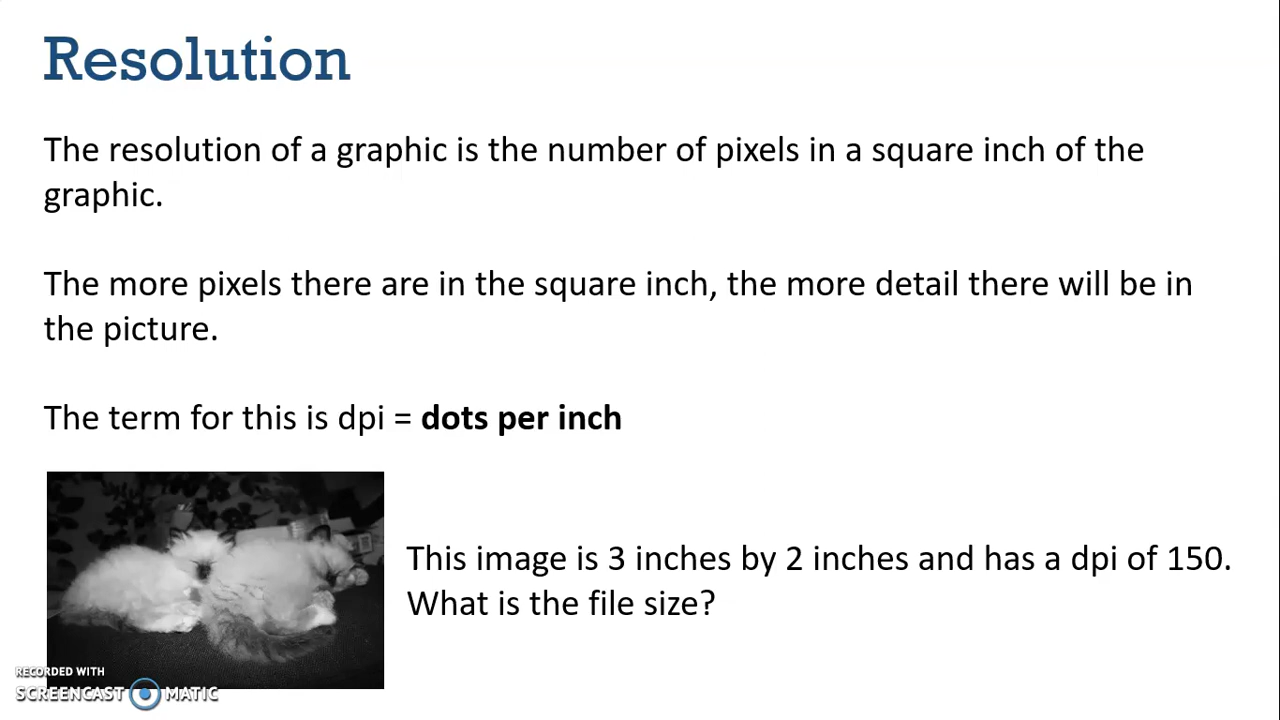 Resolution
The resolution of a graphic is the number of pixels in a square inch of the
graphic.
The more pixels there are in the square inch, the more detail there will be in
the picture.
The term for this is dpi = dots per inch
This image is 3 inches by 2 inches and has a dpi of 150.
What is the file size?
RECORDED WITH
SCREENCAST MATIC